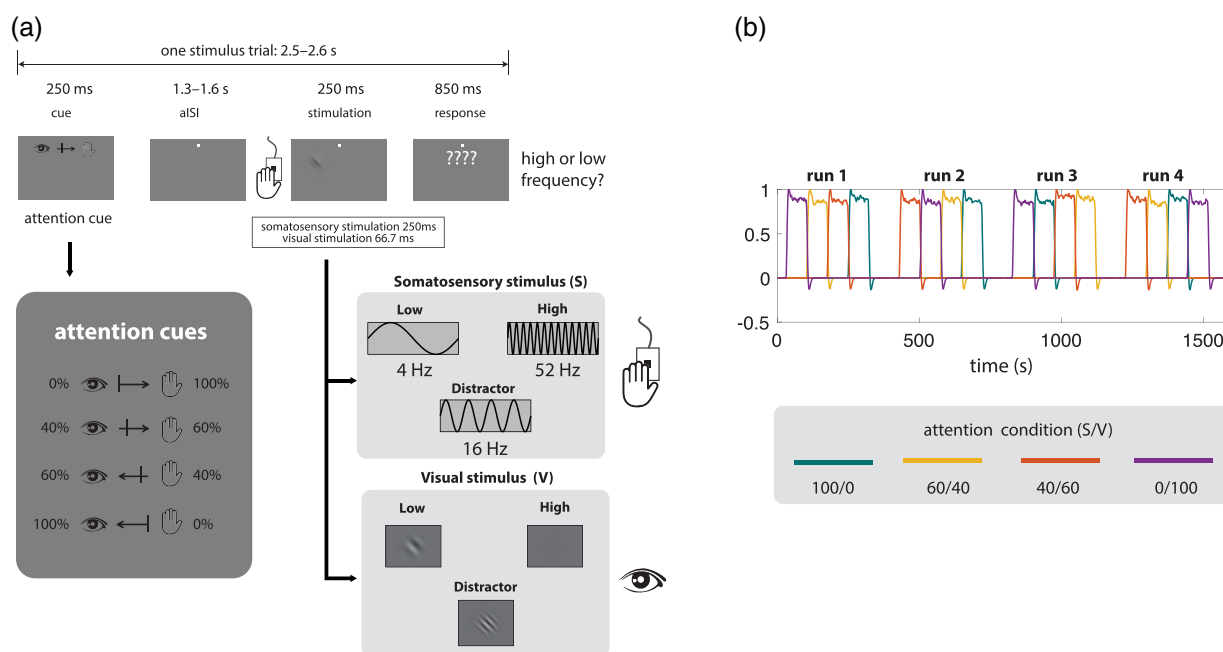 (a)
one stimulus trial: 2.5–2.6 s
250 ms 1.3–1.6 s 250 ms 850 ms
cue aISI stimulation response
????
high or low
frequency?
attention cue
somatosensory stimulation 250ms
visual stimulation 66.7 ms
attention cues
0% 100%
40% 60%
60% 40%
100% 0%
Somatosensory stimulus (S)
Low High
4 Hz 52 Hz
Distractor
16 Hz
Visual stimulus (V)
Low High
Distractor
(b)
run 1 run 2 run 3 run 4
1
0.5
0
-0.5
0 500 1000 1500
time (s)
attention condition (S/V)
100/0 60/40 40/60 0/100